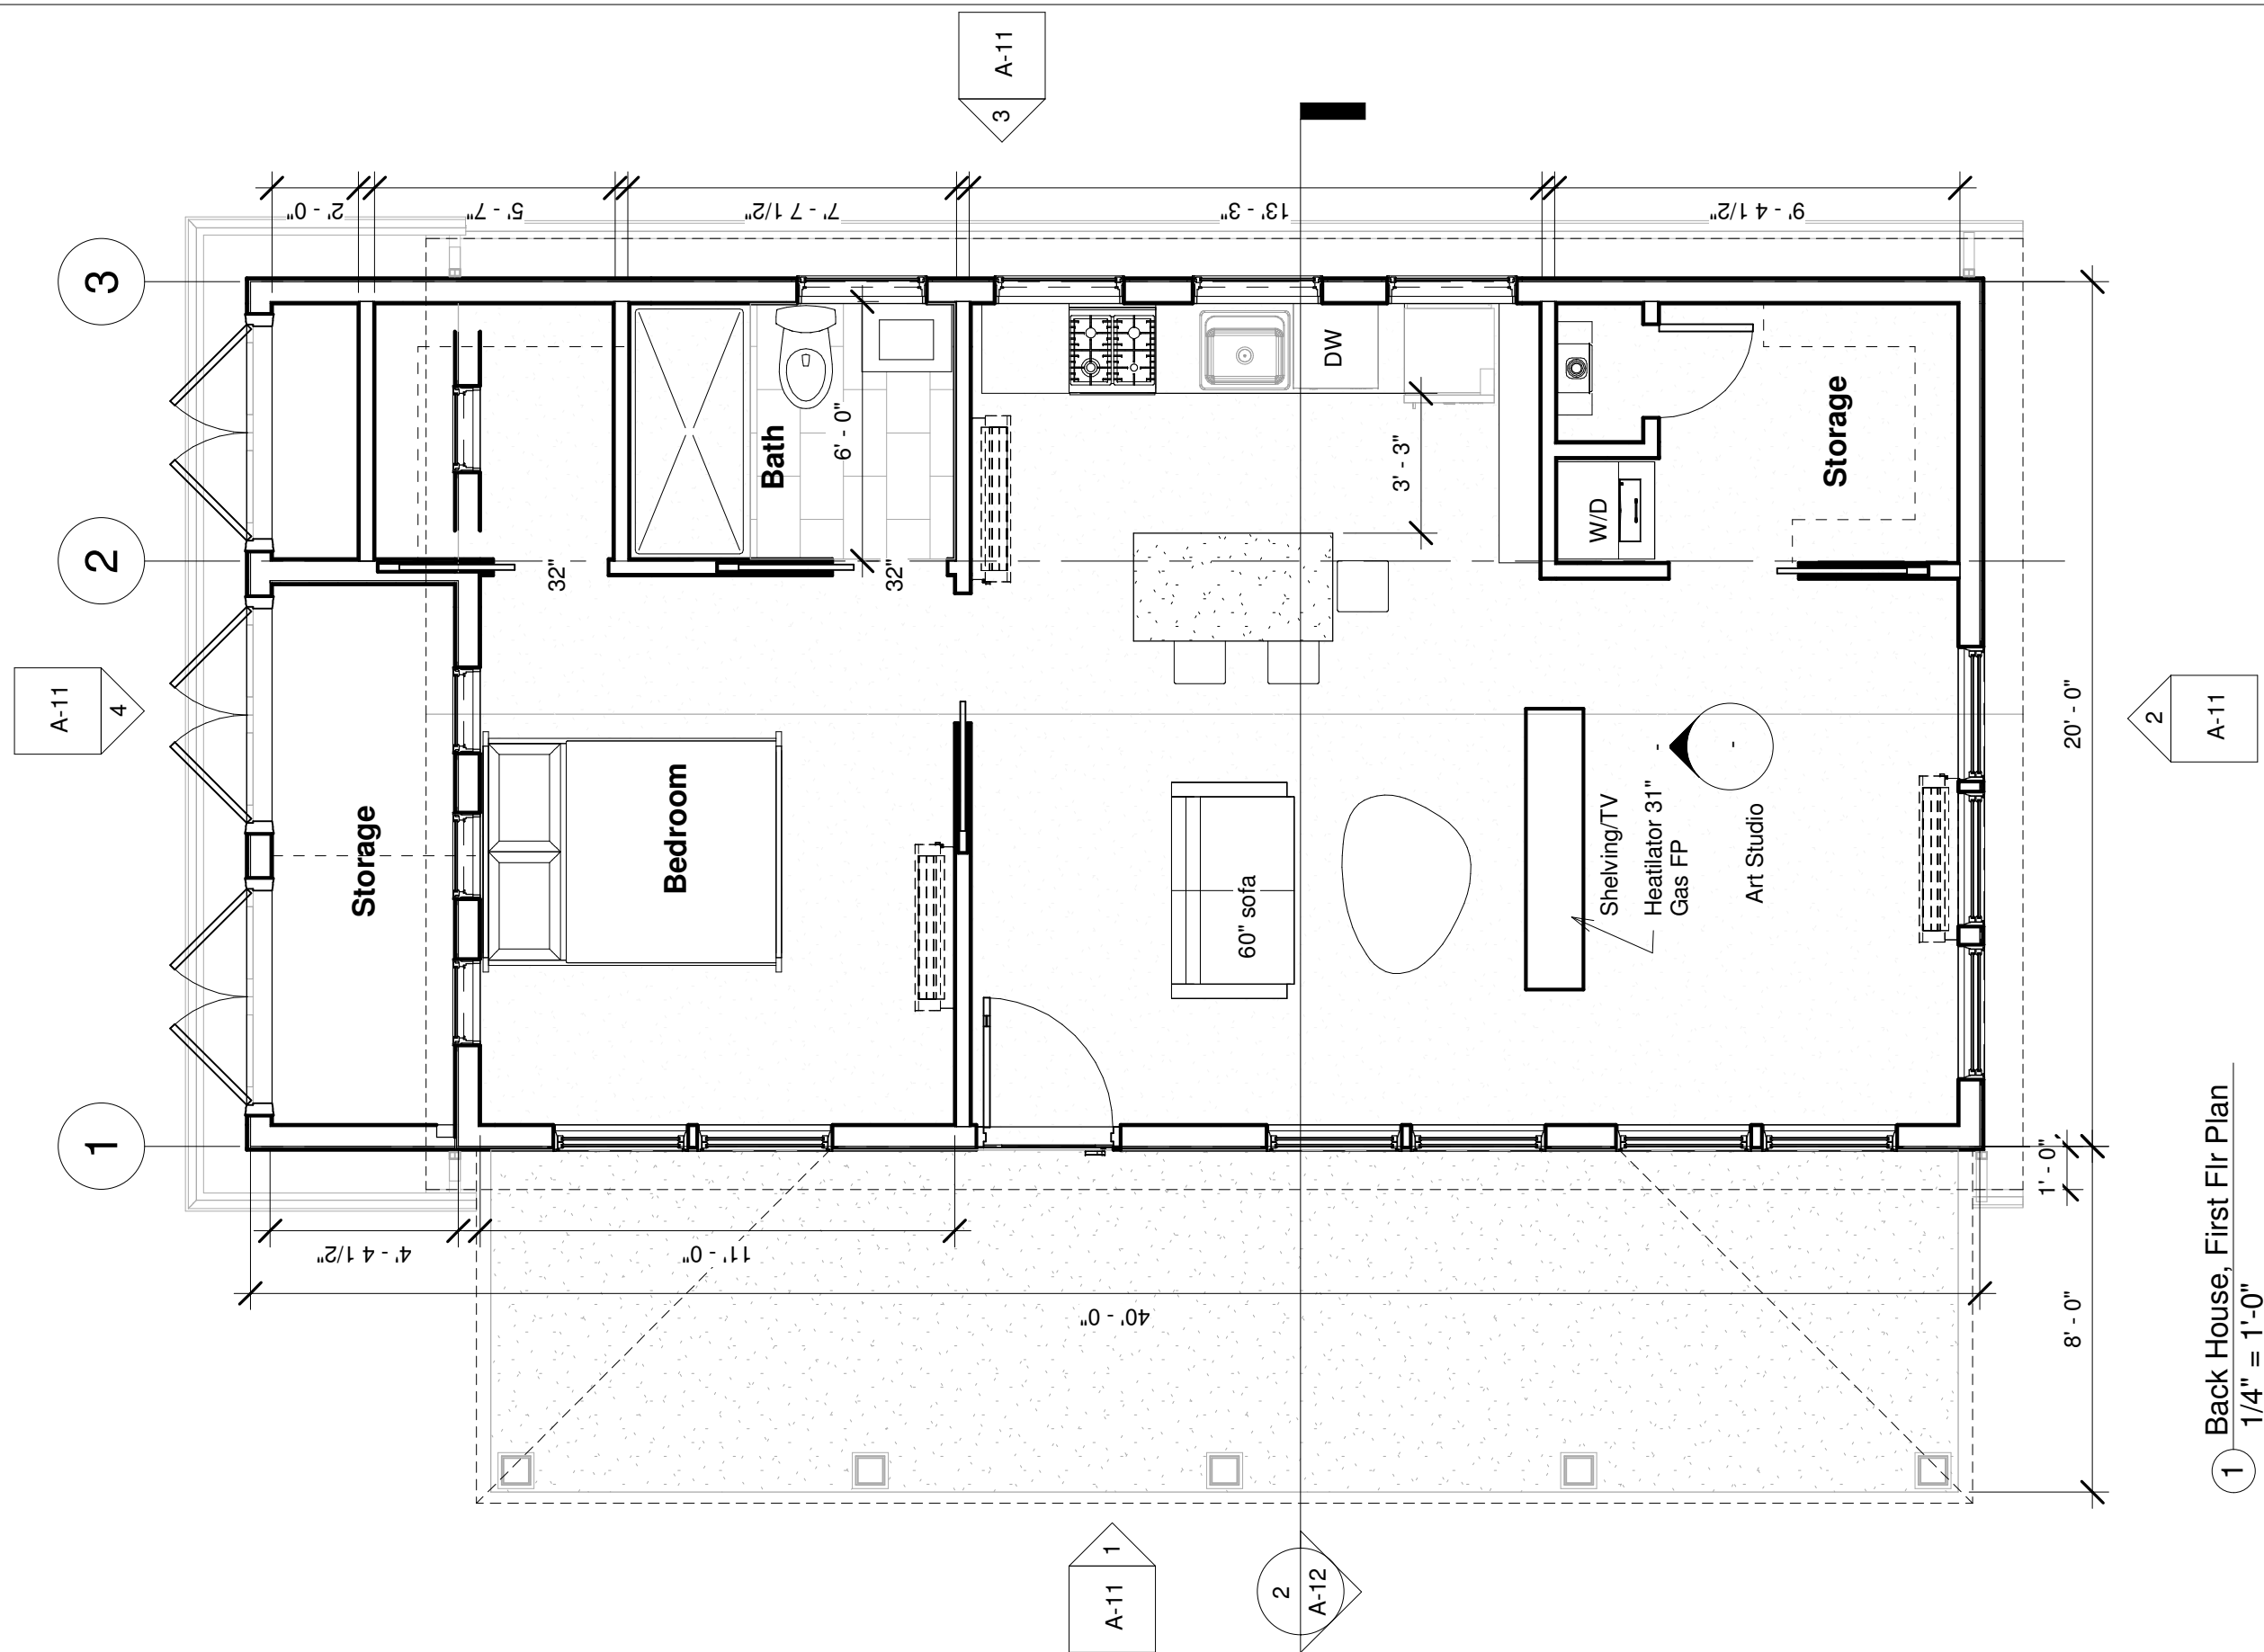 A-11
3
3
2
1
2' - 0"
5' - 7"
7' - 7 1/2"
13' - 3"
9' - 4 1/2"
A-11
4
32"
32"
Bath
6' - 0"
DW
3' - 3"
W/D
Storage
Storage
Bedroom
60" sofa
Shelving/TV
Heatilator 31"
Gas FP
-
-
Art Studio
20' - 0"
2
A-11
4' - 4 1/2"
11' - 0"
40' - 0"
1' - 0"
8' - 0"
A-11
1
2
A-12
1
Back House, First Flr Plan
1/4" = 1'-0"